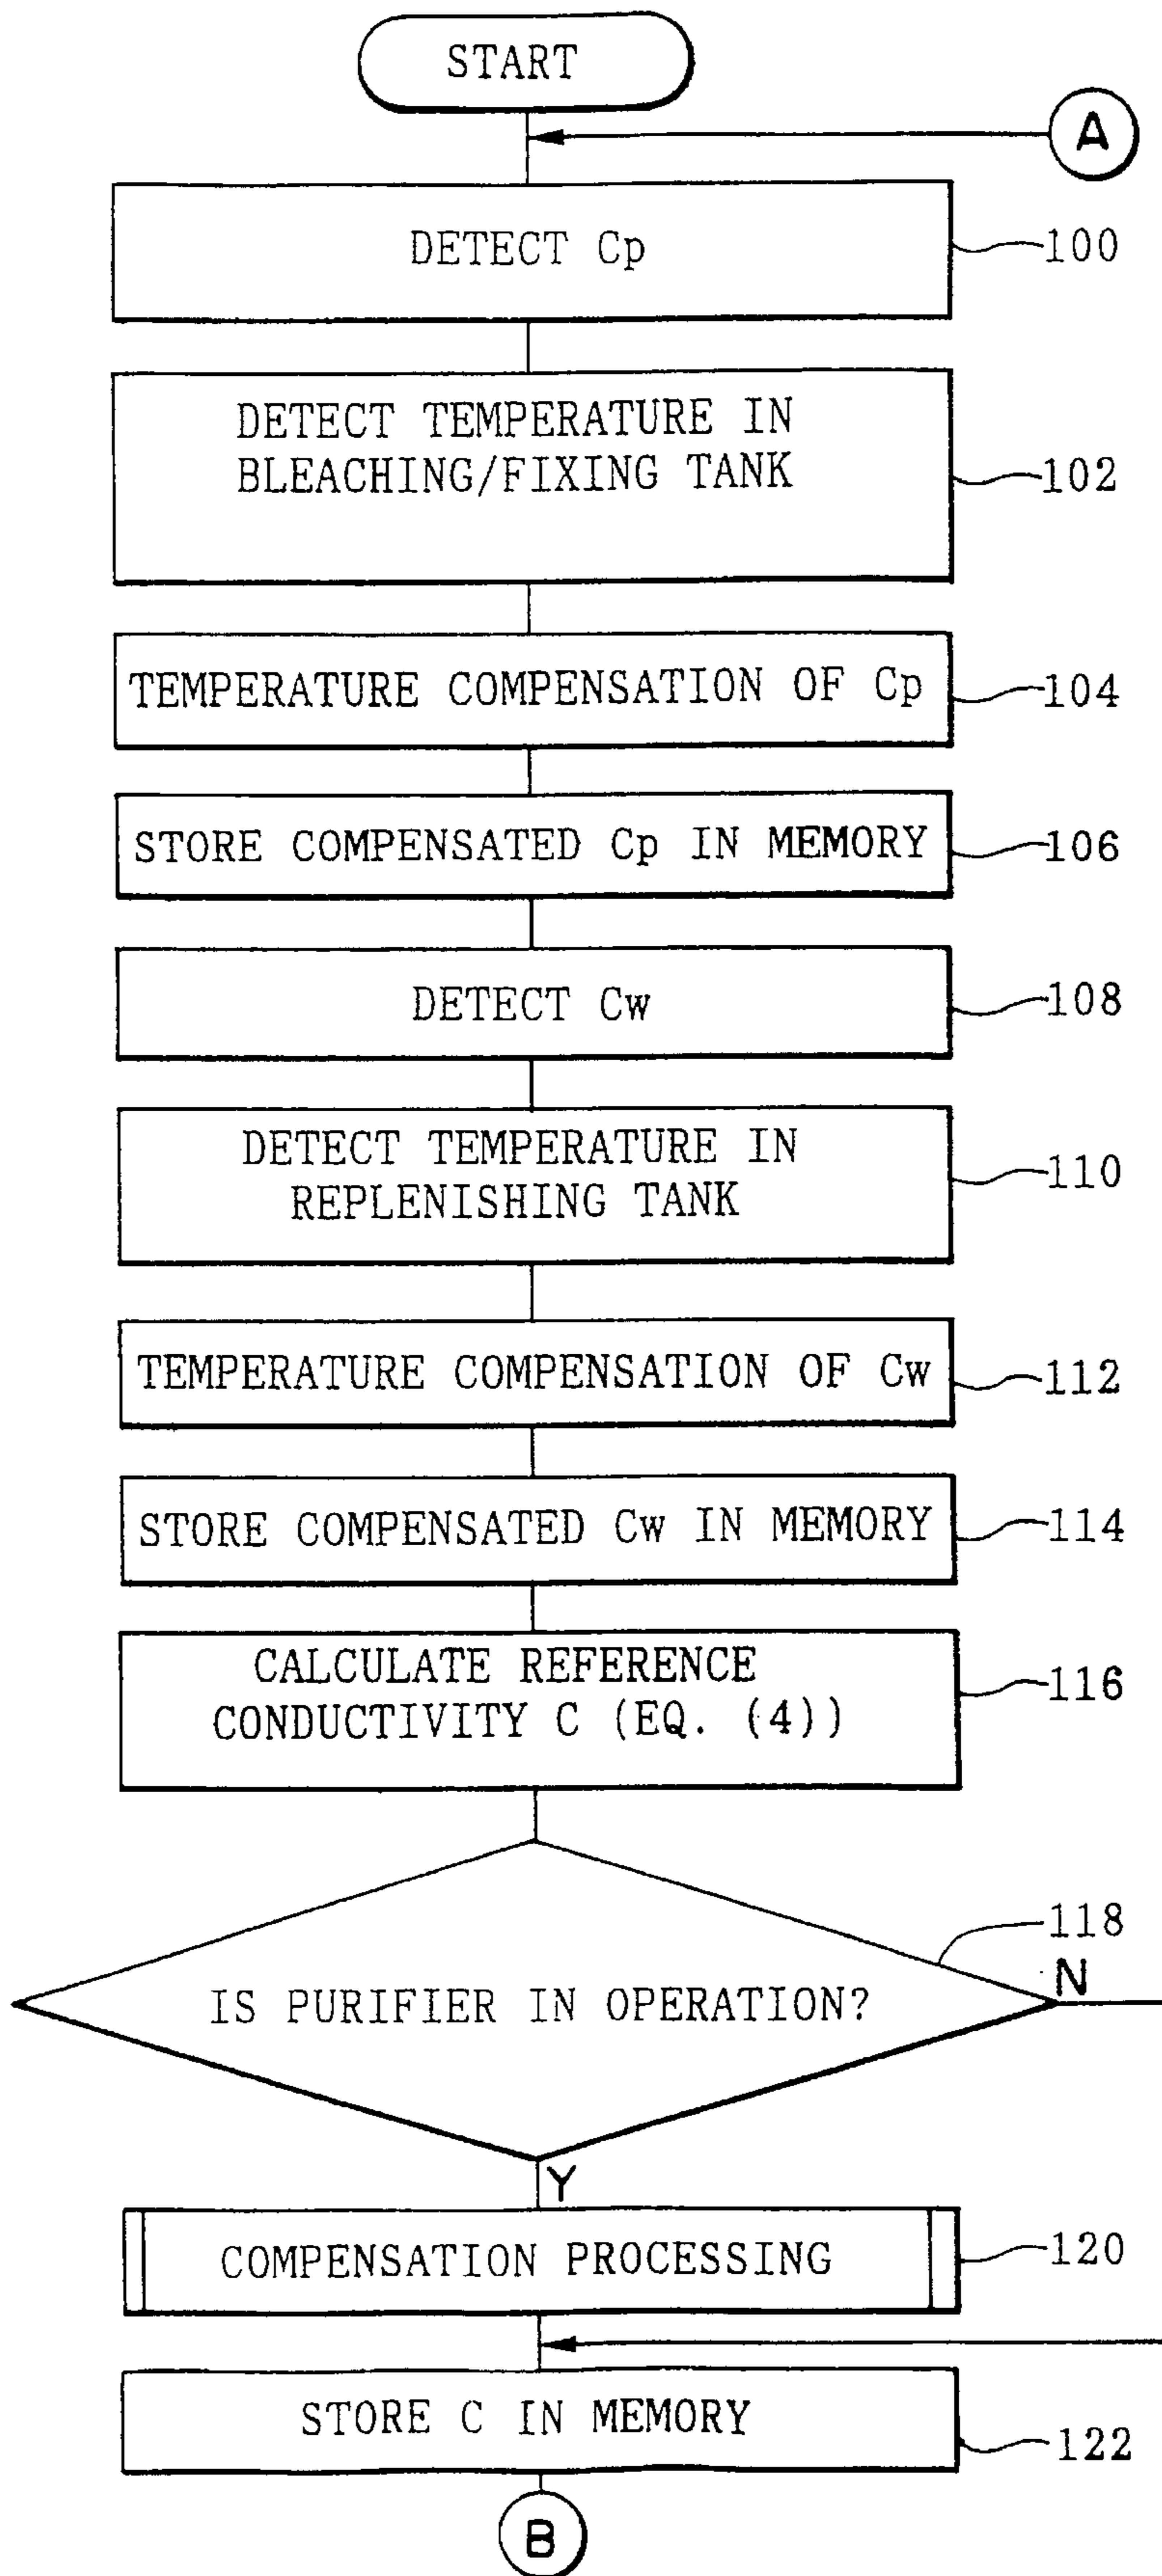 START
A
DETECT Cp
100
DETECT TEMPERATURE IN
BLEACHING/FIXING TANK
102
TEMPERATURE COMPENSATION OF Cp
104
STORE COMPENSATED Cp IN MEMORY
106
DETECT Cw
108
DETECT TEMPERATURE IN
REPLENISHING TANK
110
TEMPERATURE COMPENSATION OF Cw
112
STORE COMPENSATED Cw IN MEMORY
114
CALCULATE REFERENCE
CONDUCTIVITY C (EQ. (4))
116
118
IS PURIFIER IN OPERATION?
N
Y
COMPENSATION PROCESSING
120
STORE C IN MEMORY
122
B